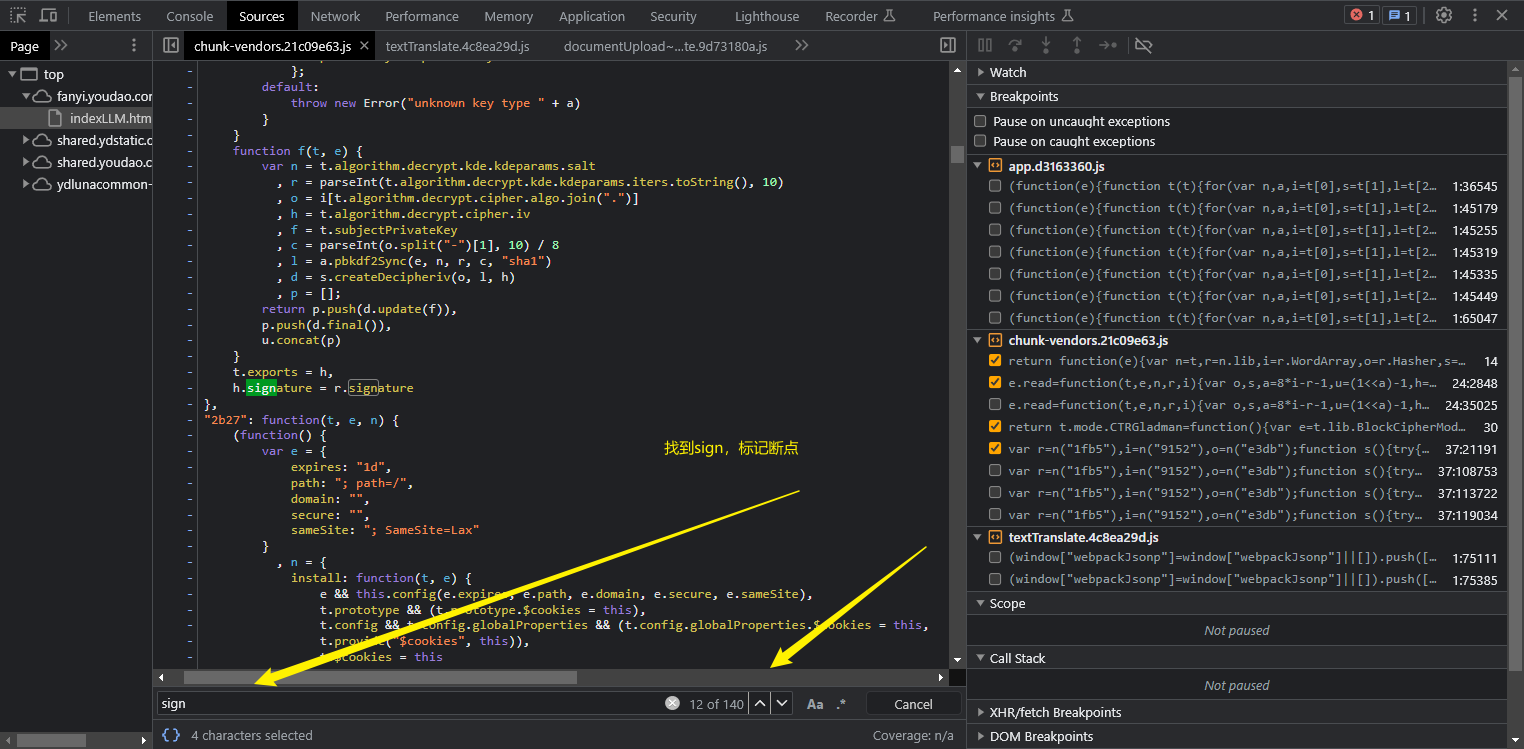 Elements Console Sources Network Performance Memory Application Security Lighthouse Recorder Performance insights 1 1
Page chunk-vendors.21c09e63.js textTranslate.4c8ea29d.js documentUpload~…te.9d73180a.js
top
fanyi.youdao.cor
indexLLM.htm
shared.ydstatic.c
shared.youdao.c
ydlunacommon-
};
default:
throw new Error("unknown key type " + a)
}
}
function f(t, e) {
var n = t.algorithm.decrypt.kde.kdeparams.salt
, r = parseInt(t.algorithm.decrypt.kde.kdeparams.iters.toString(), 10)
, o = i[t.algorithm.decrypt.cipher.algo.join(".")]
, h = t.algorithm.decrypt.cipher.iv
, f = t.subjectPrivateKey
, c = parseInt(o.split("-")[1], 10) / 8
, l = a.pbkdf2Sync(e, n, r, c, "sha1")
, d = s.createDecipheriv(o, l, h)
, p = [];
return p.push(d.update(f)),
p.push(d.final()),
u.concat(p)
}
t.exports = h,
h.signature = r.signature
},
"2b27": function(t, e, n) {
(function() {
var e = {
expires: "1d",
path: "; path=/",
domain: "",
secure: "",
sameSite: "; SameSite=Lax"
}
, n = {
install: function(t, e) {
e && this.config(e.expires, e.path, e.domain, e.secure, e.sameSite),
t.prototype && (t.prototype.$cookies = this),
t.config && t.config.globalProperties && (t.config.globalProperties.$cookies = this,
t.provide("$cookies", this)),
$cookies = this
找到sign，标记断点
sign 12 of 140 Aa .* Cancel
{} 4 characters selected Coverage: n/a
Watch
Breakpoints
Pause on uncaught exceptions
Pause on caught exceptions
app.d3163360.js
(function(e){function t(t){for(var n,a,i=t[0],s=t[1],l=t[2… 1:36545
(function(e){function t(t){for(var n,a,i=t[0],s=t[1],l=t[2… 1:45179
(function(e){function t(t){for(var n,a,i=t[0],s=t[1],l=t[2… 1:45255
(function(e){function t(t){for(var n,a,i=t[0],s=t[1],l=t[2… 1:45319
(function(e){function t(t){for(var n,a,i=t[0],s=t[1],l=t[2… 1:45335
(function(e){function t(t){for(var n,a,i=t[0],s=t[1],l=t[2… 1:45449
(function(e){function t(t){for(var n,a,i=t[0],s=t[1],l=t[2… 1:65047
chunk-vendors.21c09e63.js
return function(e){var n=t,r=n.lib,i=r.WordArray,o=r.Hasher,s=… 14
e.read=function(t,e,n,r,i){var o,s,a=8*i-r-1,u=(1<<a)-1,h=… 24:2848
e.read=function(t,e,n,r,i){var o,s,a=8*i-r-1,u=(1<<a)-1,h… 24:35025
return t.mode.CTRGladman=function(){var e=t.lib.BlockCipherMod… 30
var r=n("1fb5"),i=n("9152"),o=n("e3db");function s(){try{… 37:21191
var r=n("1fb5"),i=n("9152"),o=n("e3db");function s(){try… 37:108753
var r=n("1fb5"),i=n("9152"),o=n("e3db");function s(){try… 37:113722
var r=n("1fb5"),i=n("9152"),o=n("e3db");function s(){try… 37:119034
textTranslate.4c8ea29d.js
(window["webpackJsonp"]=window["webpackJsonp"]||[]).push([… 1:75111
(window["webpackJsonp"]=window["webpackJsonp"]||[]).push([… 1:75385
Scope
Not paused
Call Stack
Not paused
XHR/fetch Breakpoints
DOM Breakpoints